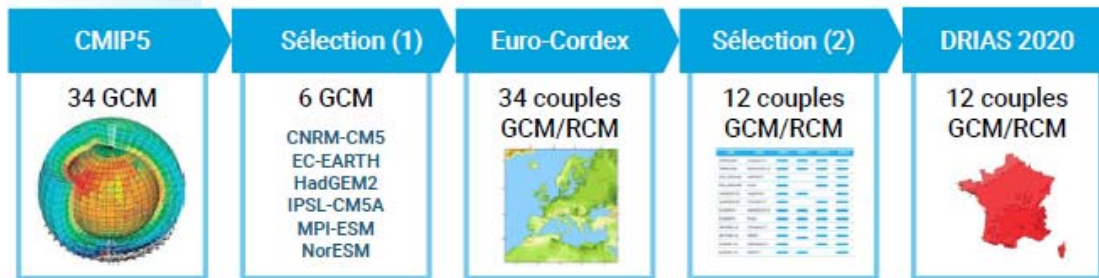 CMIP5
Sélection (1)
Euro-Cordex
Sélection (2)
DRIAS 2020
34 GCM
6 GCM
CNRM-CM5
EC-EARTH
HadGEM2
IPSL-CM5A
MPI-ESM
NorESM
34 couples
GCM/RCM
12 couples
GCM/RCM
12 couples
GCM/RCM